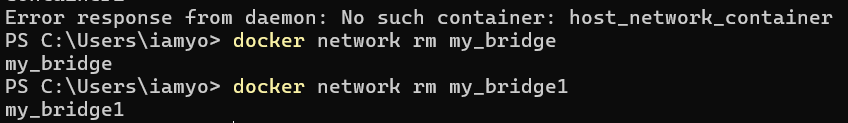 Error response from daemon: No such container: host_network_container
PS C:\Users\iamyo> docker network rm my_bridge
my_bridge
PS C:\Users\iamyo> docker network rm my_bridge1
my_bridge1